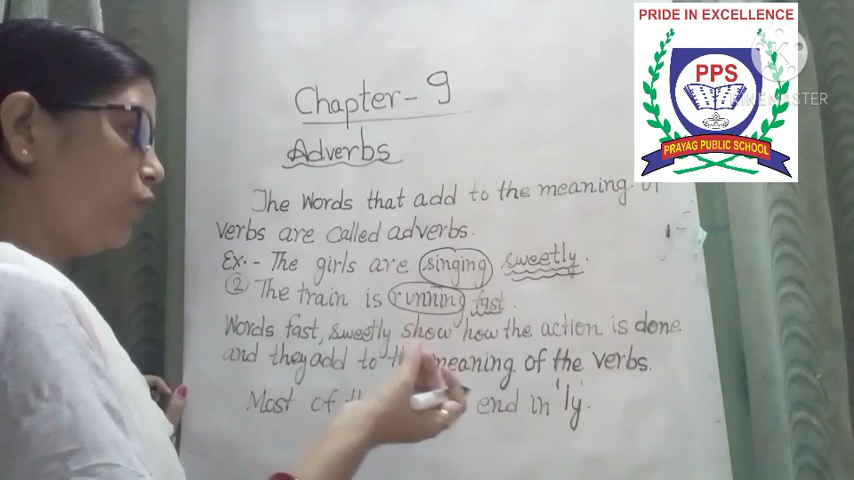 PRIDE IN EXCELLENCE
PPS
KINEMASTER
PRAYAG PUBLIC SCHOOL
Chapter - 9
Adverbs
The words that add to the meaning of
verbs are called adverbs.
Ex. - The girls are singing sweetly.
② The train is running fast.
Words fast, sweetly show how the action is done
and they add to the meaning of the verbs.
Most of end in 'ly'.